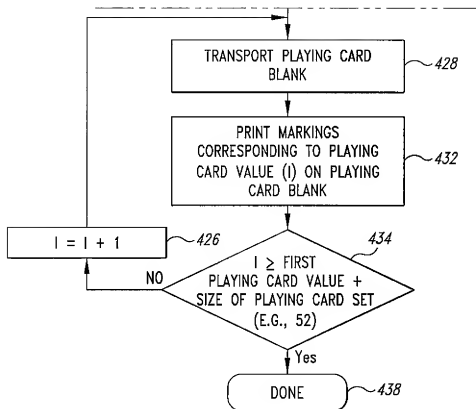 TRANSPORT PLAYING CARD
BLANK
428
PRINT MARKINGS
CORRESPONDING TO PLAYING
CARD VALUE (I) ON PLAYING
CARD BLANK
432
I = I + 1
426
434
NO
I ≥ FIRST
PLAYING CARD VALUE +
SIZE OF PLAYING CARD SET
(E.G., 52)
Yes
DONE
438